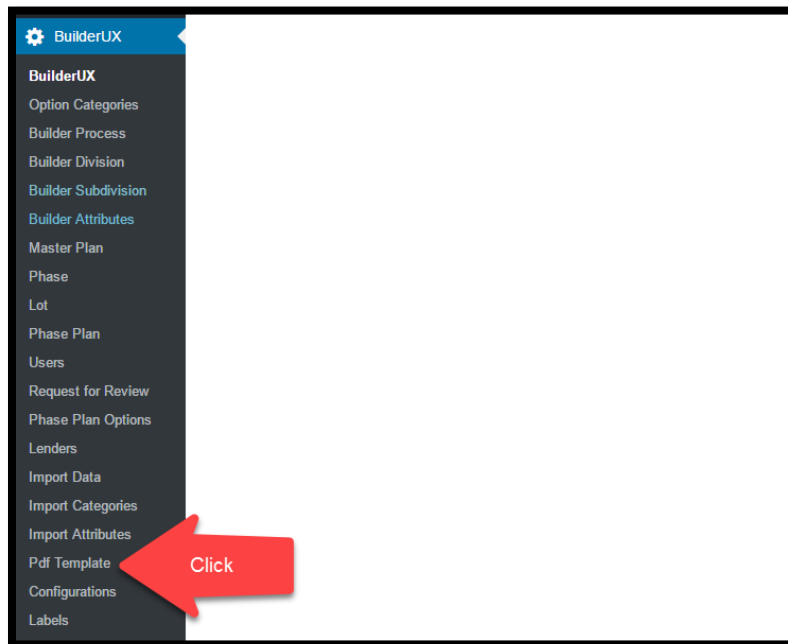 BuilderUX
BuilderUX
Option Categories
Builder Process
Builder Division
Builder Subdivision
Builder Attributes
Master Plan
Phase
Lot
Phase Plan
Users
Request for Review
Phase Plan Options
Lenders
Import Data
Import Categories
Import Attributes
Pdf Template
Click
Configurations
Labels